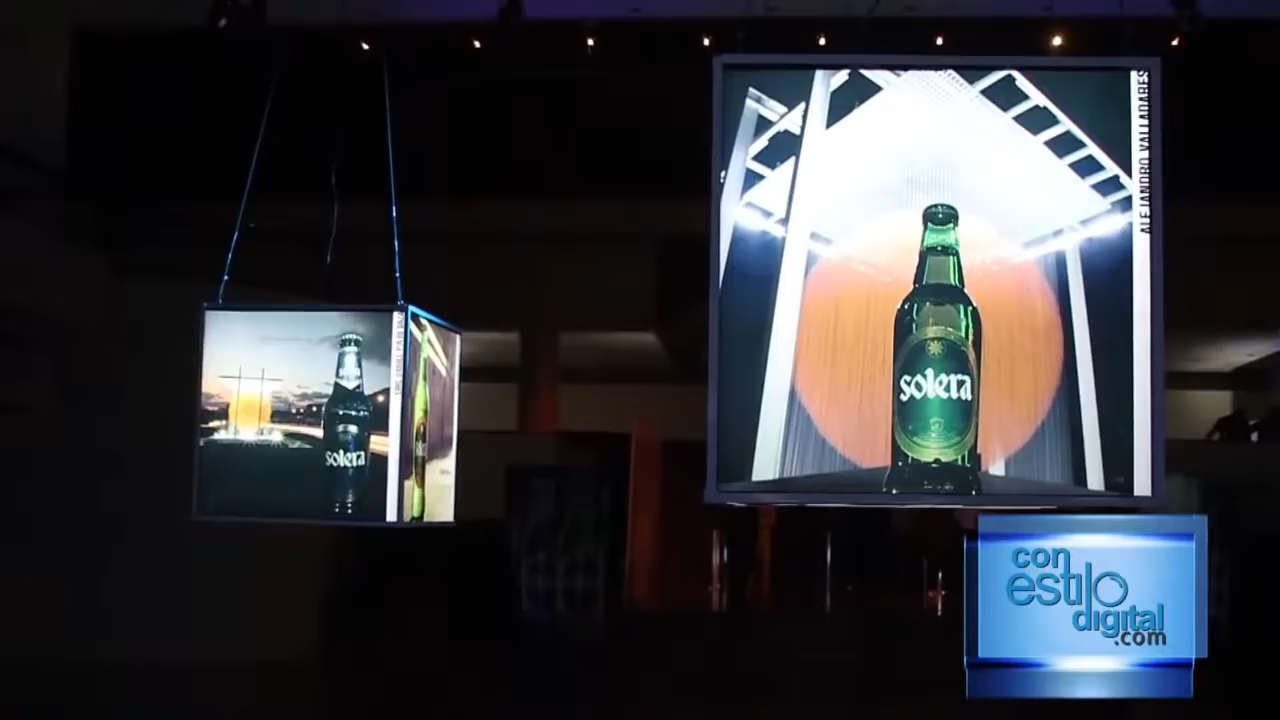 ALEJANDRO VALLADARES
solera
solera
con
estilo
digital
.com